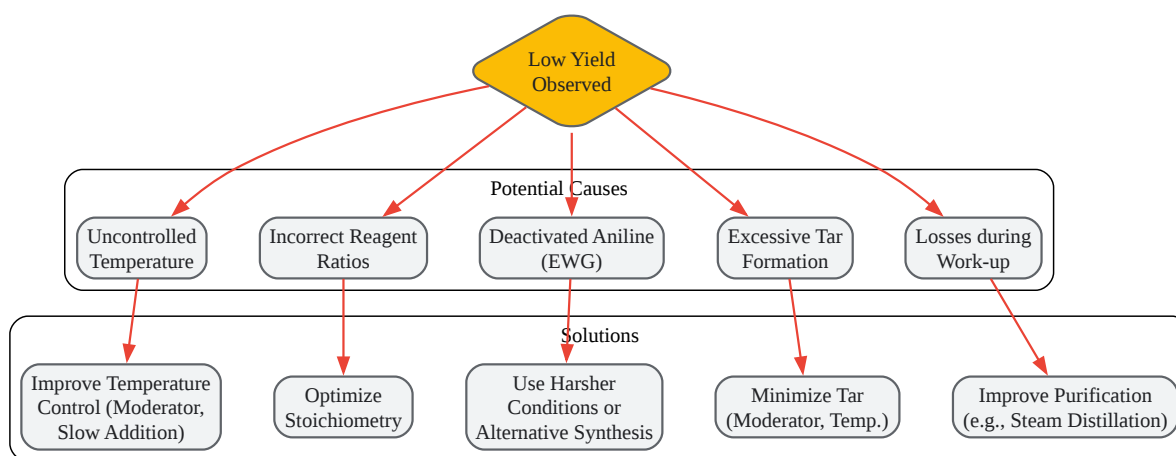 Low Yield
Observed
Potential Causes
Uncontrolled
Temperature
Incorrect Reagent
Ratios
Deactivated Aniline
(EWG)
Excessive Tar
Formation
Losses during
Work-up
Solutions
Improve Temperature
Control (Moderator,
Slow Addition)
Optimize
Stoichiometry
Use Harsher
Conditions or
Alternative Synthesis
Minimize Tar
(Moderator, Temp.)
Improve Purification
(e.g., Steam Distillation)